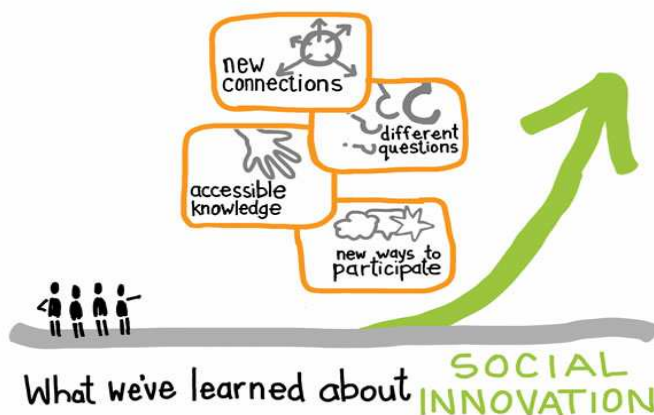 new
connections
different
questions
accessible
knowledge
new ways to
participate
What we've learned about SOCIAL
INNOVATION